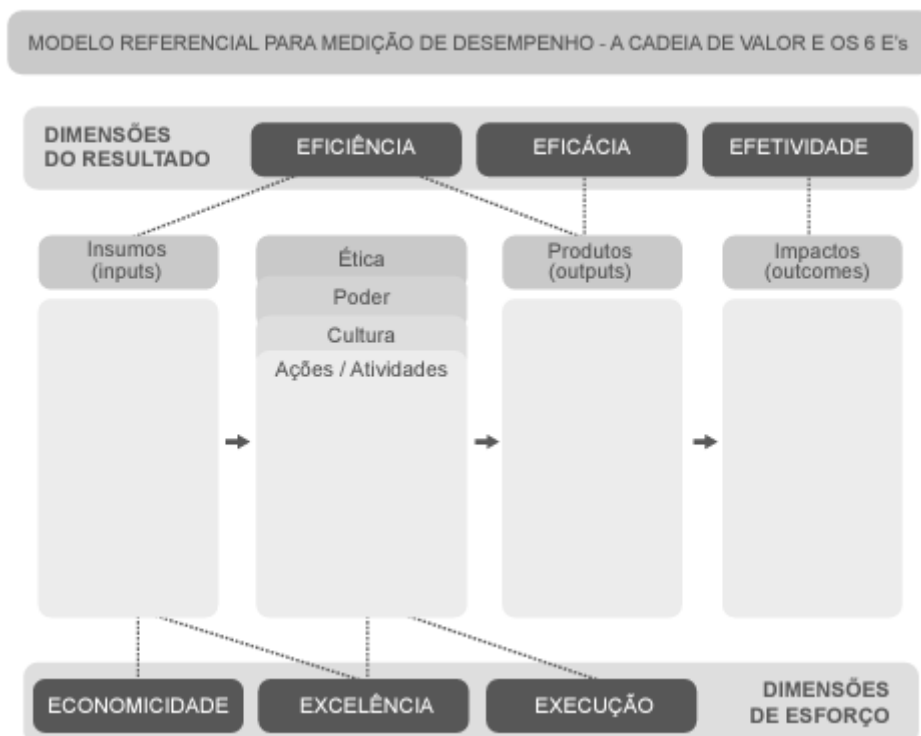 MODELO REFERENCIAL PARA MEDIÇÃO DE DESEMPENHO - A CADEIA DE VALOR E OS 6 E's
DIMENSÕES
DO RESULTADO
EFICIÊNCIA
EFICÁCIA
EFETIVIDADE
Insumos
(inputs)
Ética
Poder
Cultura
Ações / Atividades
Produtos
(outputs)
Impactos
(outcomes)
ECONOMICIDADE
EXCELÊNCIA
EXECUÇÃO
DIMENSÕES
DE ESFORÇO